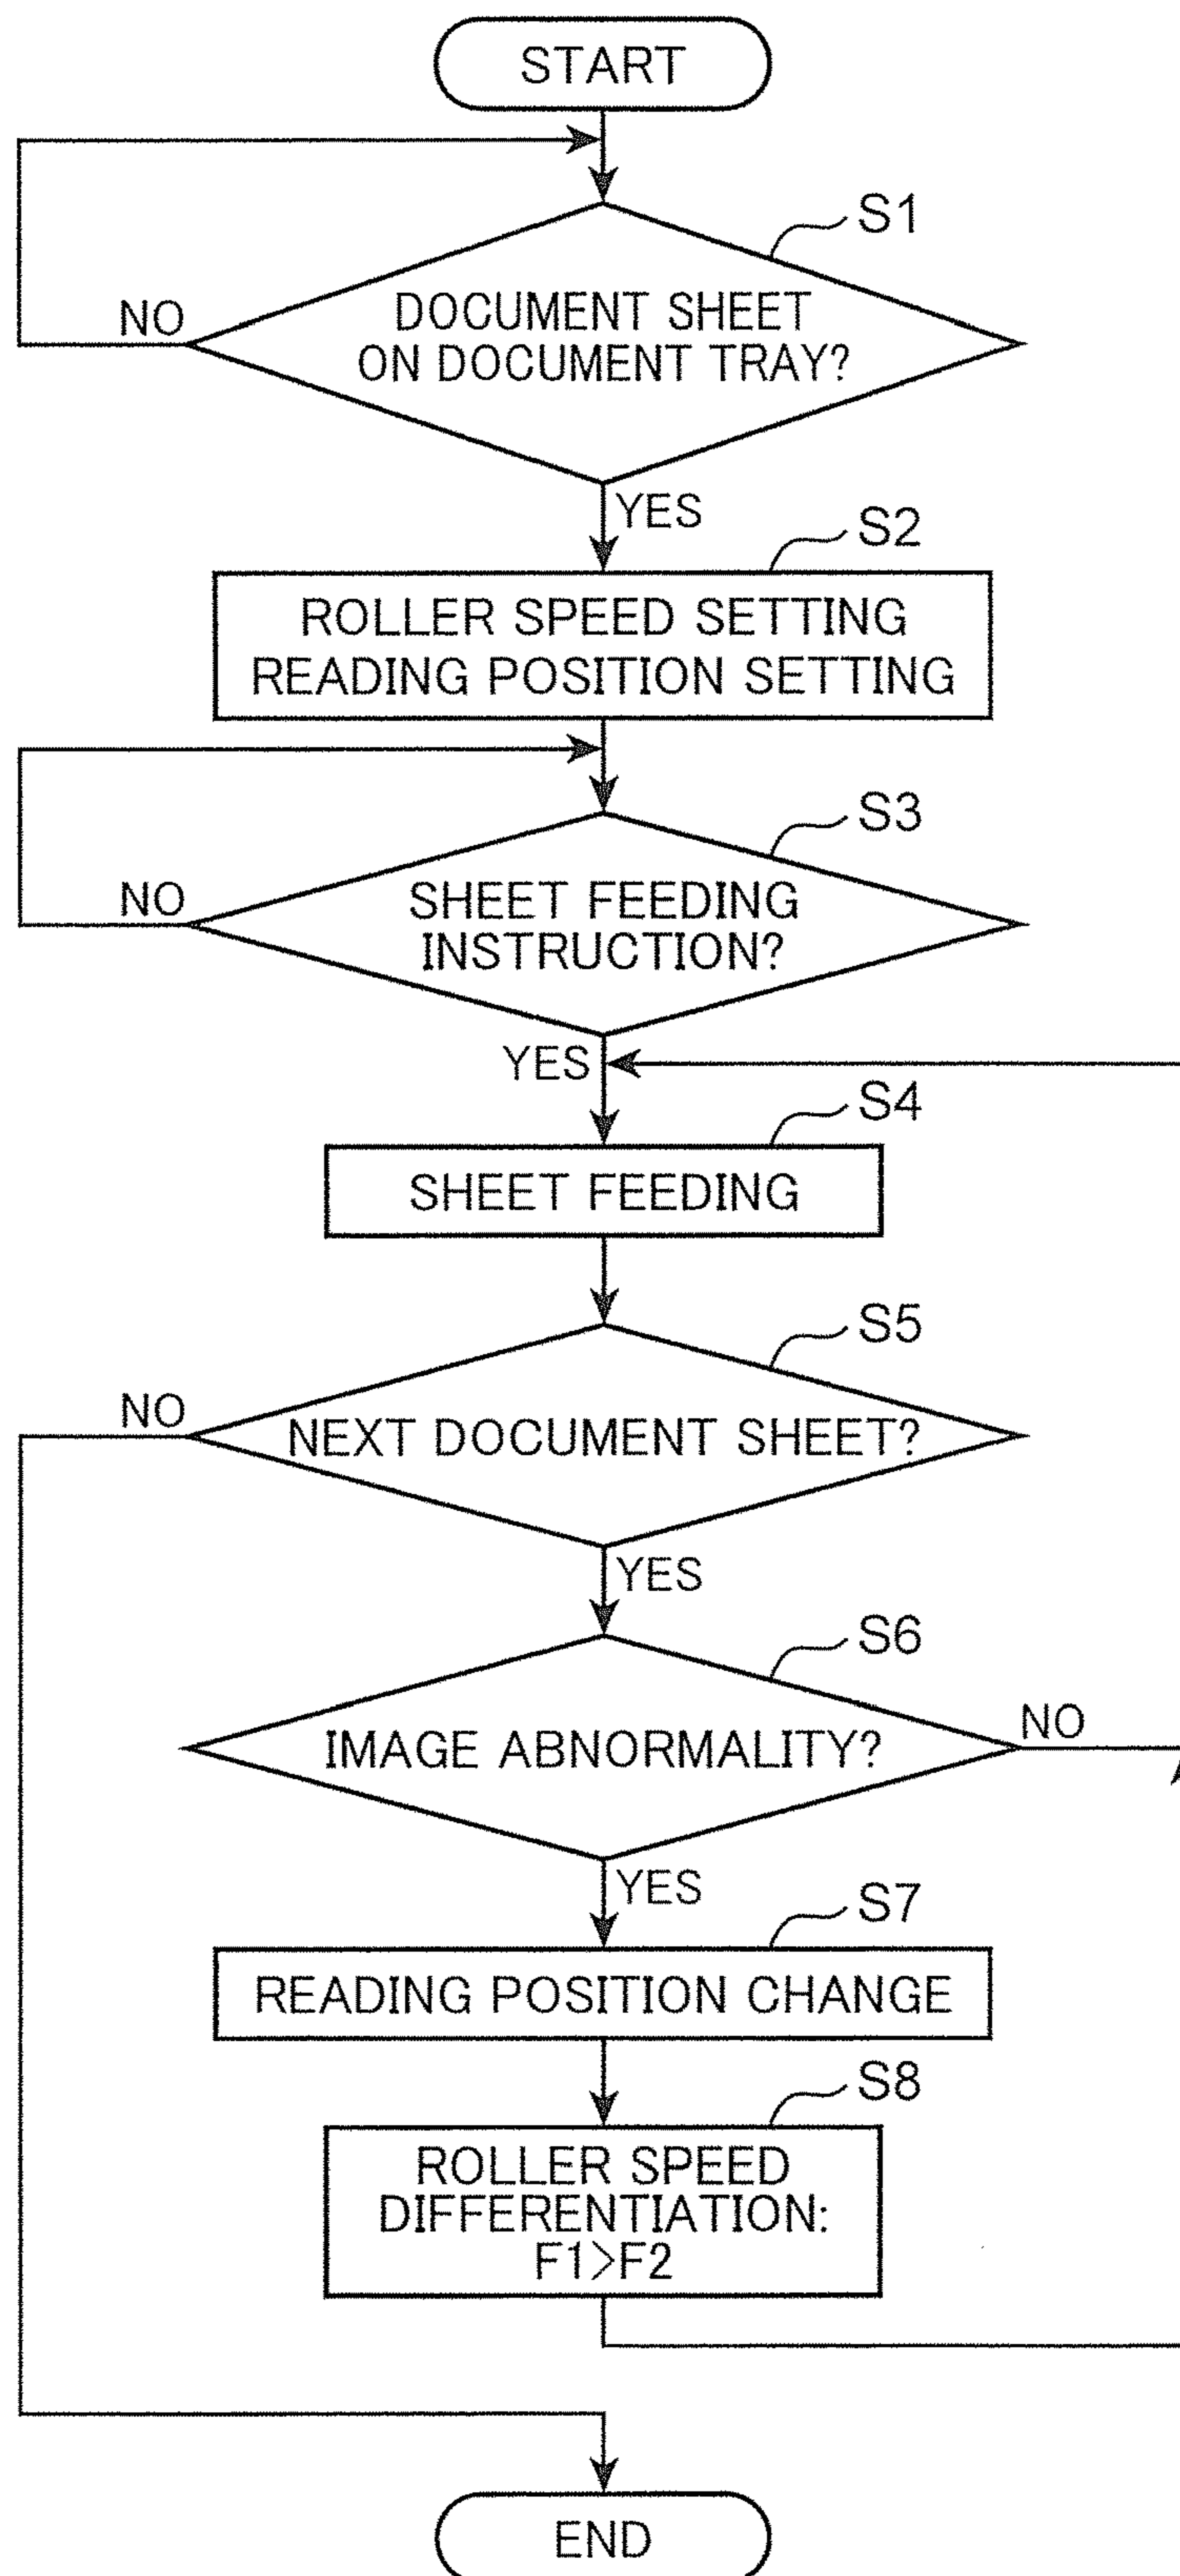 START
S1
DOCUMENT SHEET
ON DOCUMENT TRAY?
NO
YES
S2
ROLLER SPEED SETTING
READING POSITION SETTING
S3
SHEET FEEDING
INSTRUCTION?
NO
YES
S4
SHEET FEEDING
S5
NEXT DOCUMENT SHEET?
NO
YES
S6
IMAGE ABNORMALITY?
NO
YES
S7
READING POSITION CHANGE
S8
ROLLER SPEED
DIFFERENTIATION:
F1>F2
END